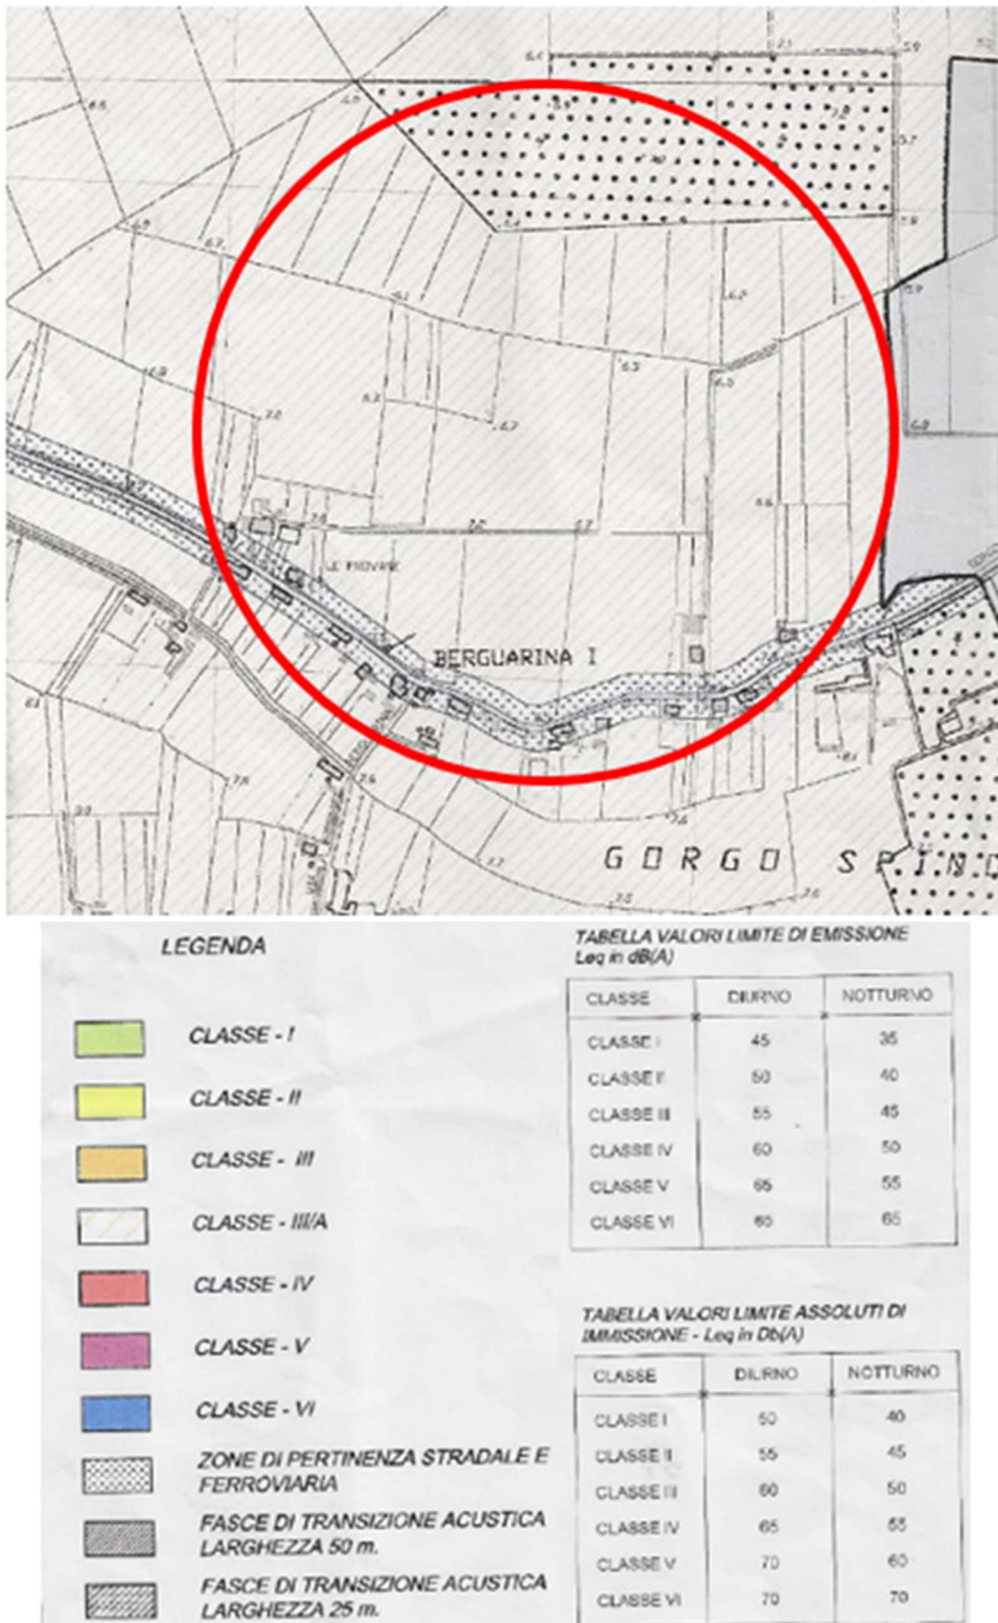 LE PIOVANE
BERGUARINA I
GORGO SPINO
LEGENDA
CLASSE - I
CLASSE - II
CLASSE - III
CLASSE - III/A
CLASSE - IV
CLASSE - V
CLASSE - VI
ZONE DI PERTINENZA STRADALE E
FERROVIARIA
FASCE DI TRANSIZIONE ACUSTICA
LARGHEZZA 50 m.
FASCE DI TRANSIZIONE ACUSTICA
LARGHEZZA 25 m.
TABELLA VALORI LIMITE DI EMISSIONE
Leq in dB(A)
CLASSE DIURNO NOTTURNO
CLASSE I 45 35
CLASSE II 50 40
CLASSE III 55 45
CLASSE IV 60 50
CLASSE V 65 55
CLASSE VI 65 65
TABELLA VALORI LIMITE ASSOLUTI DI
IMMISSIONE - Leq in Db(A)
CLASSE DIURNO NOTTURNO
CLASSE I 50 40
CLASSE II 55 45
CLASSE III 60 50
CLASSE IV 65 55
CLASSE V 70 60
CLASSE VI 70 70